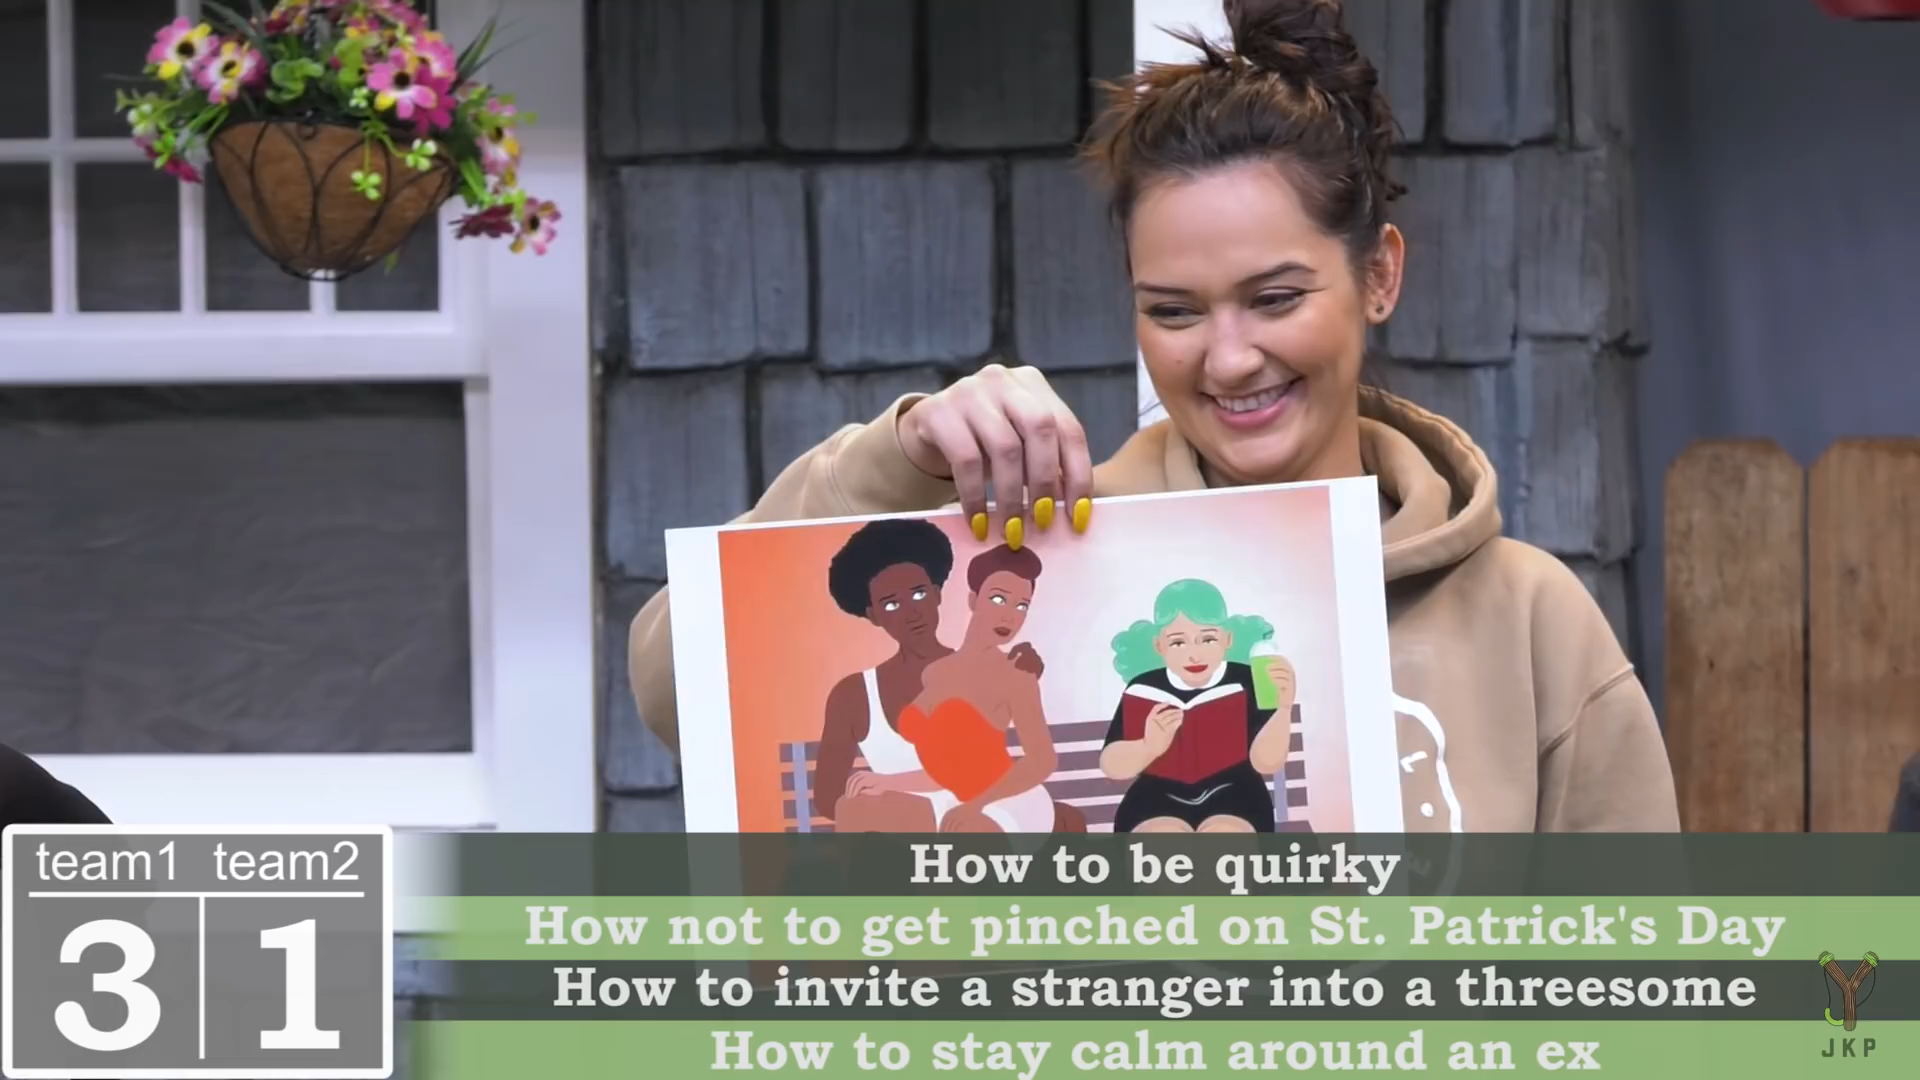 team1 team2
3 1
How to be quirky
How not to get pinched on St. Patrick's Day
How to invite a stranger into a threesome
How to stay calm around an ex
JKP